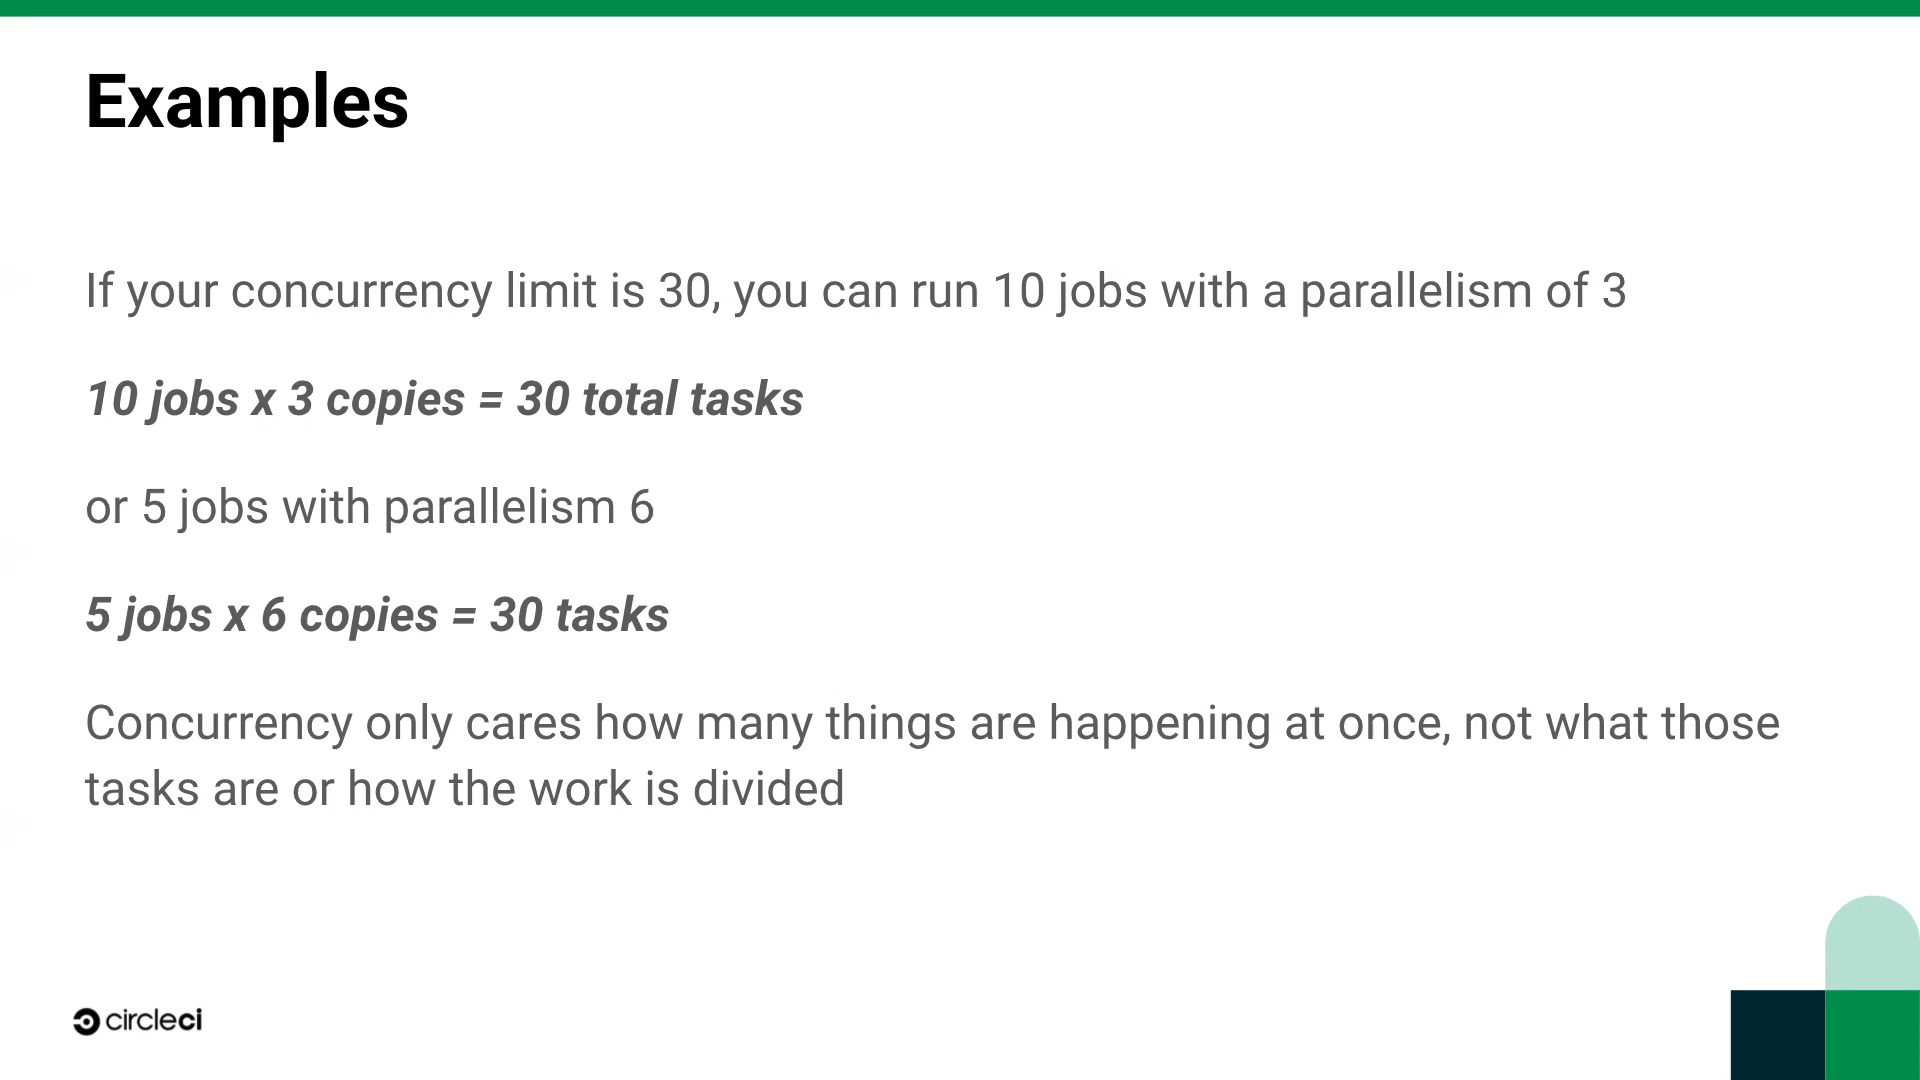 Examples
If your concurrency limit is 30, you can run 10 jobs with a parallelism of 3
10 jobs x 3 copies = 30 total tasks
or 5 jobs with parallelism 6
5 jobs x 6 copies = 30 tasks
Concurrency only cares how many things are happening at once, not what those
tasks are or how the work is divided
circleci